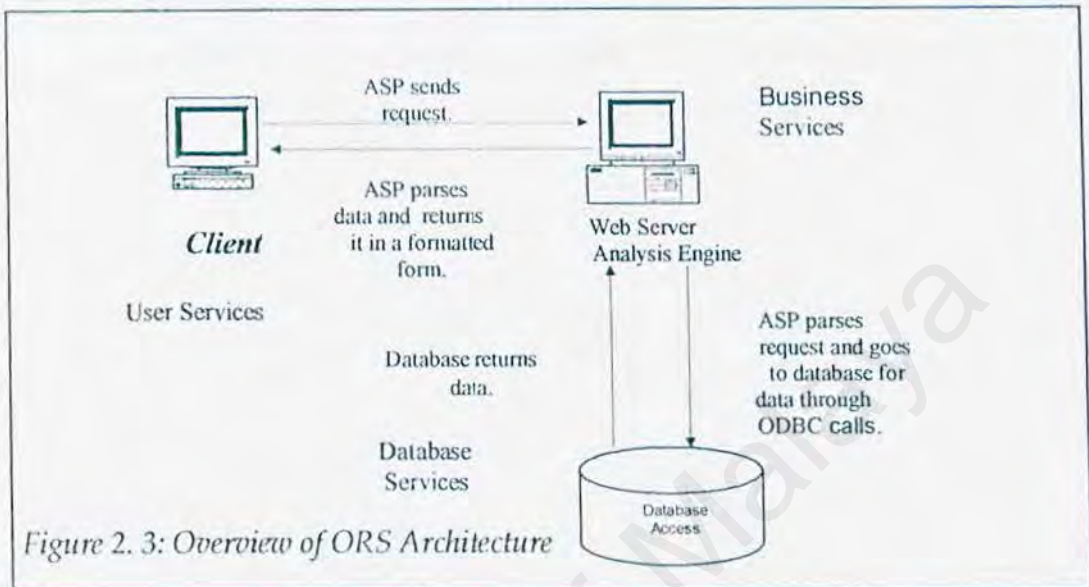 ASP sends
request.
Business
Services
ASP parses
data and returns
it in a formatted
form.
Client
User Services
Web Server
Analysis Engine
Database returns
data.
ASP parses
request and goes
to database for
data through
ODBC calls.
Database
Services
Database
Access
Figure 2. 3: Overview of ORS Architecture
Malaya